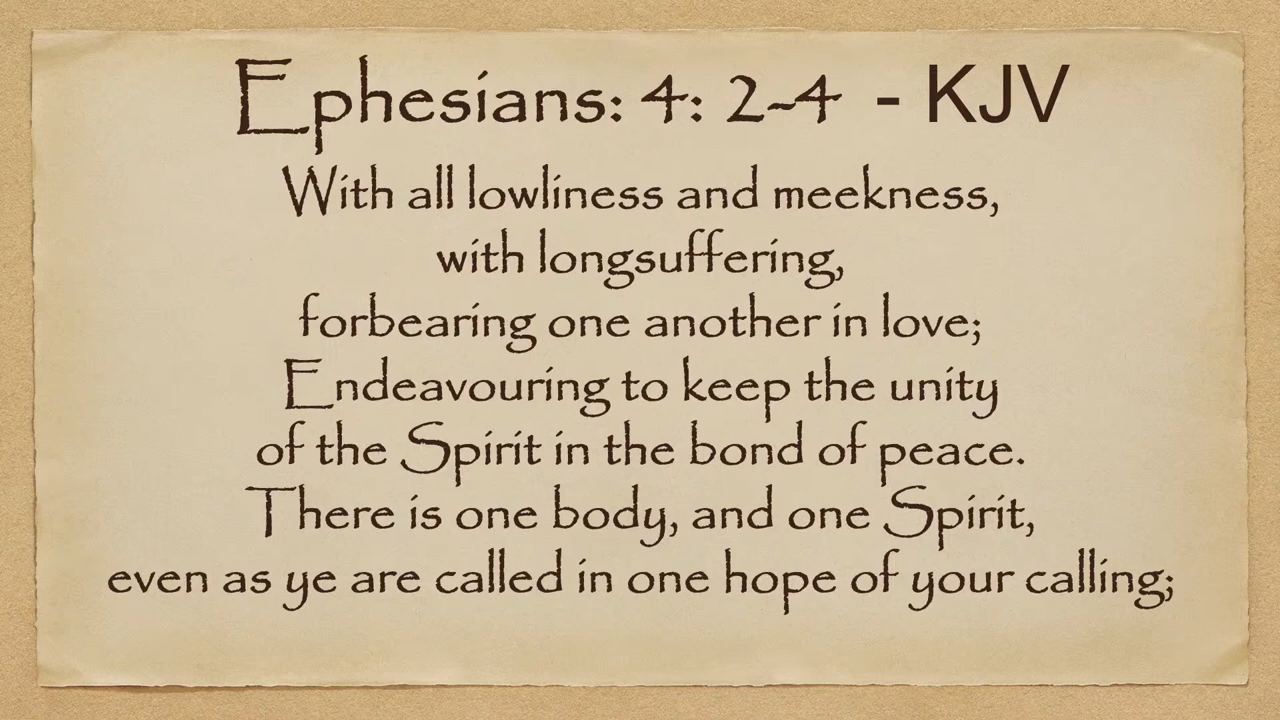 Ephesians: 4: 2-4 - KJV
With all lowliness and meekness,
with longsuffering,
forbearing one another in love;
Endeavouring to keep the unity
of the Spirit in the bond of peace.
There is one body, and one Spirit,
even as ye are called in one hope of your calling;